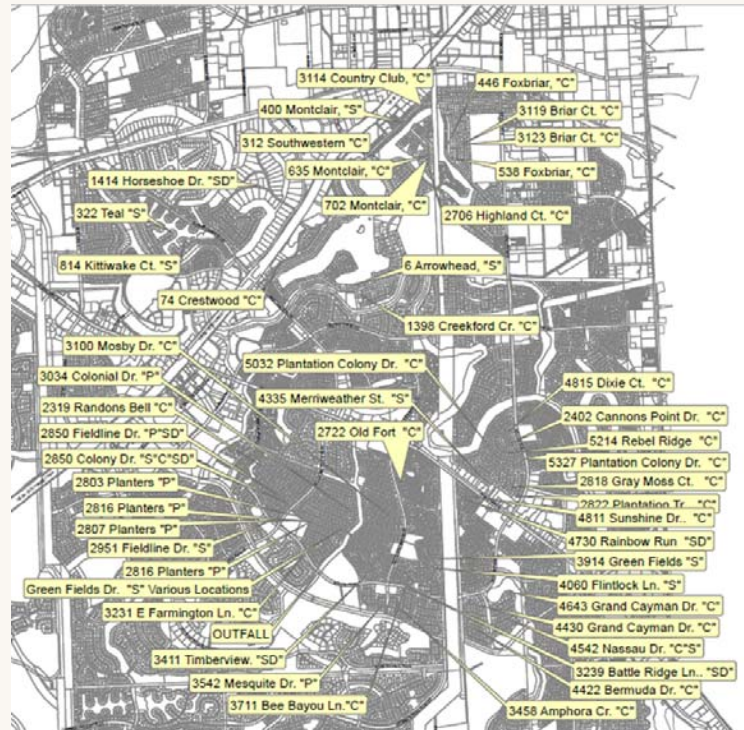 3114 Country Club, "C"
446 Foxbriar, "C"
400 Montclair, "S"
3119 Briar Ct. "C"
312 Southwestern "C"
3123 Briar Ct. "C"
635 Montclair, "C"
538 Foxbriar, "C"
1414 Horseshoe Dr. "SD"
702 Montclair, "C"
322 Teal "S"
2706 Highland Ct. "C"
814 Kittiwake Ct. "S"
6 Arrowhead, "S"
74 Crestwood "C"
1398 Creekford Cr. "C"
3100 Mosby Dr. "C"
5032 Plantation Colony Dr. "C"
3034 Colonial Dr. "P"
4815 Dixie Ct. "C"
4335 Merriweather St. "S"
2319 Randons Bell "C"
2402 Cannons Point Dr. "C"
2850 Fieldline Dr. "P"SD"
2722 Old Fort "C"
5214 Rebel Ridge "C"
2850 Colony Dr. "S"C"SD"
5327 Plantation Colony Dr. "C"
2803 Planters "P"
2818 Gray Moss Ct. "C"
2816 Planters "P"
2822 Plantation Tr... "C"
4811 Sunshine Dr.. "C"
2807 Planters "P"
4730 Rainbow Run "SD"
2951 Fieldline Dr. "S"
3914 Green Fields "S"
2816 Planters "P"
4060 Flintlock Ln. "S"
Green Fields Dr. "S" Various Locations
4643 Grand Cayman Dr. "C"
3231 E Farmington Ln. "C"
4430 Grand Cayman Dr. "C"
OUTFALL
4542 Nassau Dr. "C"S"
3411 Timberview. "SD"
3239 Battle Ridge Ln.. "SD"
3542 Mesquite Dr. "P"
4422 Bermuda Dr. "C"
3711 Bee Bayou Ln."C"
3458 Amphora Cr. "C"